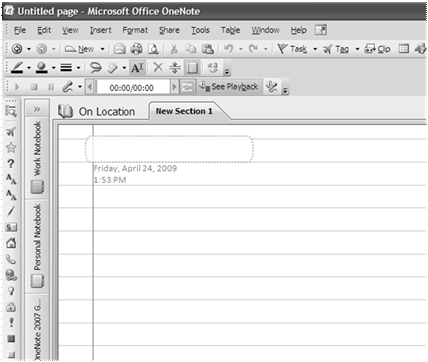 Untitled page - Microsoft Office OneNote
File Edit View Insert Format Share Tools Table Window Help
New Task Tag Clip
00:00/00:00 See Playback
On Location New Section 1
Work Notebook
Personal Notebook
OneNote 2007 G...
Friday, April 24, 2009
1:53 PM